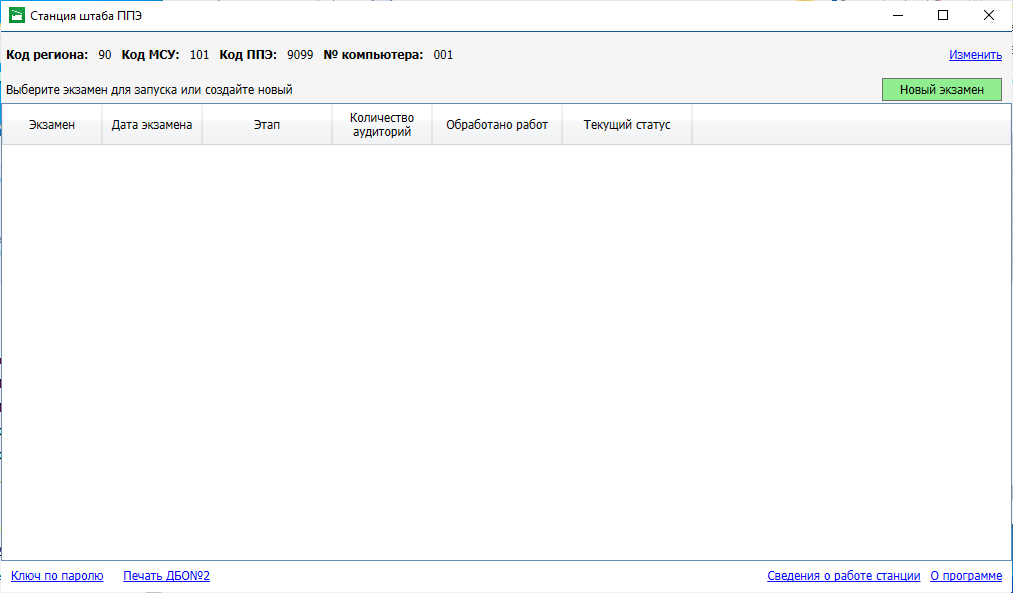 Станция штаба ППЭ
Код региона: 90 Код МСУ: 101 Код ППЭ: 9099 № компьютера: 001 Изменить
Выберите экзамен для запуска или создайте новый Новый экзамен
Экзамен Дата экзамена Этап Количество аудиторий Обработано работ Текущий статус
Ключ по паролю Печать ДБО№2 Сведения о работе станции О программе